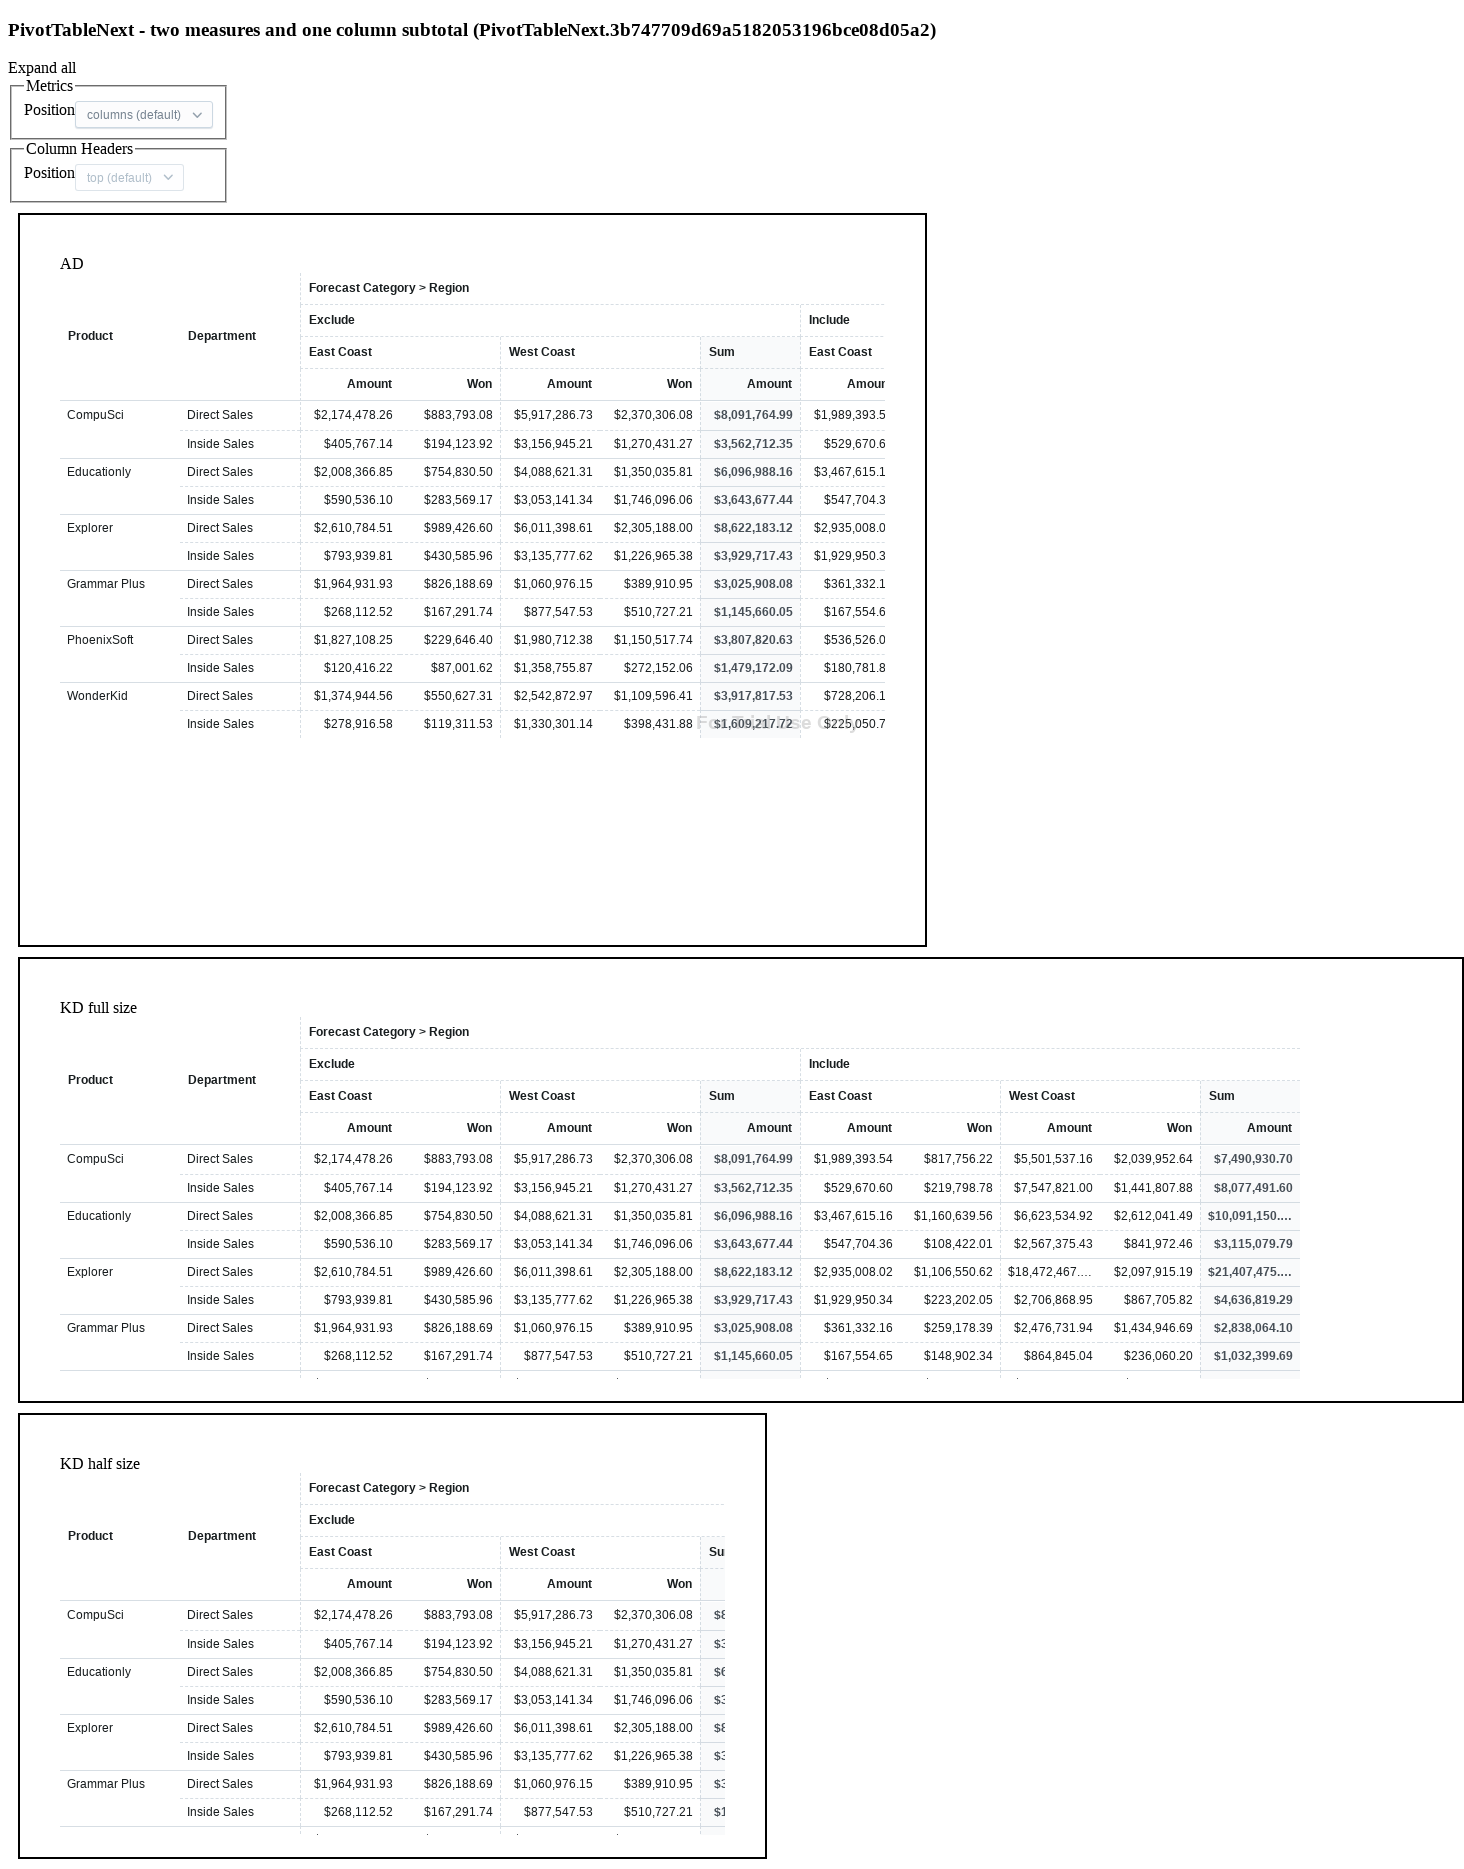 PivotTableNext - two measures and one column subtotal (PivotTableNext.3b747709d69a5182053196bce08d05a2)
Expand all
Metrics
Position columns (default)
Column Headers
Position top (default)
AD
Forecast Category > Region
Exclude Include
Product Department
East Coast West Coast Sum East Coast
Amount Won Amount Won Amount Amour
CompuSci Direct Sales $2,174,478.26 $883,793.08 $5,917,286.73 $2,370,306.08 $8,091,764.99 $1,989,393.5
Inside Sales $405,767.14 $194,123.92 $3,156,945.21 $1,270,431.27 $3,562,712.35 $529,670.6
Educationly Direct Sales $2,008,366.85 $754,830.50 $4,088,621.31 $1,350,035.81 $6,096,988.16 $3,467,615.1
Inside Sales $590,536.10 $283,569.17 $3,053,141.34 $1,746,096.06 $3,643,677.44 $547,704.3
Explorer Direct Sales $2,610,784.51 $989,426.60 $6,011,398.61 $2,305,188.00 $8,622,183.12 $2,935,008.0
Inside Sales $793,939.81 $430,585.96 $3,135,777.62 $1,226,965.38 $3,929,717.43 $1,929,950.3
Grammar Plus Direct Sales $1,964,931.93 $826,188.69 $1,060,976.15 $389,910.95 $3,025,908.08 $361,332.1
Inside Sales $268,112.52 $167,291.74 $877,547.53 $510,727.21 $1,145,660.05 $167,554.6
PhoenixSoft Direct Sales $1,827,108.25 $229,646.40 $1,980,712.38 $1,150,517.74 $3,807,820.63 $536,526.0
Inside Sales $120,416.22 $87,001.62 $1,358,755.87 $272,152.06 $1,479,172.09 $180,781.8
WonderKid Direct Sales $1,374,944.56 $550,627.31 $2,542,872.97 $1,109,596.41 $3,917,817.53 $728,206.1
Inside Sales $278,916.58 $119,311.53 $1,330,301.14 $398,431.88 $1,609,217.72 $225,050.7
For Trial Use Only
KD full size
Forecast Category > Region
Exclude Include
Product Department
East Coast West Coast Sum East Coast West Coast Sum
Amount Won Amount Won Amount Amount Won Amount Won Amount
CompuSci Direct Sales $2,174,478.26 $883,793.08 $5,917,286.73 $2,370,306.08 $8,091,764.99 $1,989,393.54 $817,756.22 $5,501,537.16 $2,039,952.64 $7,490,930.70
Inside Sales $405,767.14 $194,123.92 $3,156,945.21 $1,270,431.27 $3,562,712.35 $529,670.60 $219,798.78 $7,547,821.00 $1,441,807.88 $8,077,491.60
Educationly Direct Sales $2,008,366.85 $754,830.50 $4,088,621.31 $1,350,035.81 $6,096,988.16 $3,467,615.16 $1,160,639.56 $6,623,534.92 $2,612,041.49 $10,091,150....
Inside Sales $590,536.10 $283,569.17 $3,053,141.34 $1,746,096.06 $3,643,677.44 $547,704.36 $108,422.01 $2,567,375.43 $841,972.46 $3,115,079.79
Explorer Direct Sales $2,610,784.51 $989,426.60 $6,011,398.61 $2,305,188.00 $8,622,183.12 $2,935,008.02 $1,106,550.62 $18,472,467.... $2,097,915.19 $21,407,475....
Inside Sales $793,939.81 $430,585.96 $3,135,777.62 $1,226,965.38 $3,929,717.43 $1,929,950.34 $223,202.05 $2,706,868.95 $867,705.82 $4,636,819.29
Grammar Plus Direct Sales $1,964,931.93 $826,188.69 $1,060,976.15 $389,910.95 $3,025,908.08 $361,332.16 $259,178.39 $2,476,731.94 $1,434,946.69 $2,838,064.10
Inside Sales $268,112.52 $167,291.74 $877,547.53 $510,727.21 $1,145,660.05 $167,554.65 $148,902.34 $864,845.04 $236,060.20 $1,032,399.69
KD half size
Forecast Category > Region
Exclude
Product Department
East Coast West Coast Su
Amount Won Amount Won
CompuSci Direct Sales $2,174,478.26 $883,793.08 $5,917,286.73 $2,370,306.08 $8
Inside Sales $405,767.14 $194,123.92 $3,156,945.21 $1,270,431.27 $3
Educationly Direct Sales $2,008,366.85 $754,830.50 $4,088,621.31 $1,350,035.81 $6
Inside Sales $590,536.10 $283,569.17 $3,053,141.34 $1,746,096.06 $3
Explorer Direct Sales $2,610,784.51 $989,426.60 $6,011,398.61 $2,305,188.00 $8
Inside Sales $793,939.81 $430,585.96 $3,135,777.62 $1,226,965.38 $3
Grammar Plus Direct Sales $1,964,931.93 $826,188.69 $1,060,976.15 $389,910.95 $3
Inside Sales $268,112.52 $167,291.74 $877,547.53 $510,727.21 $1